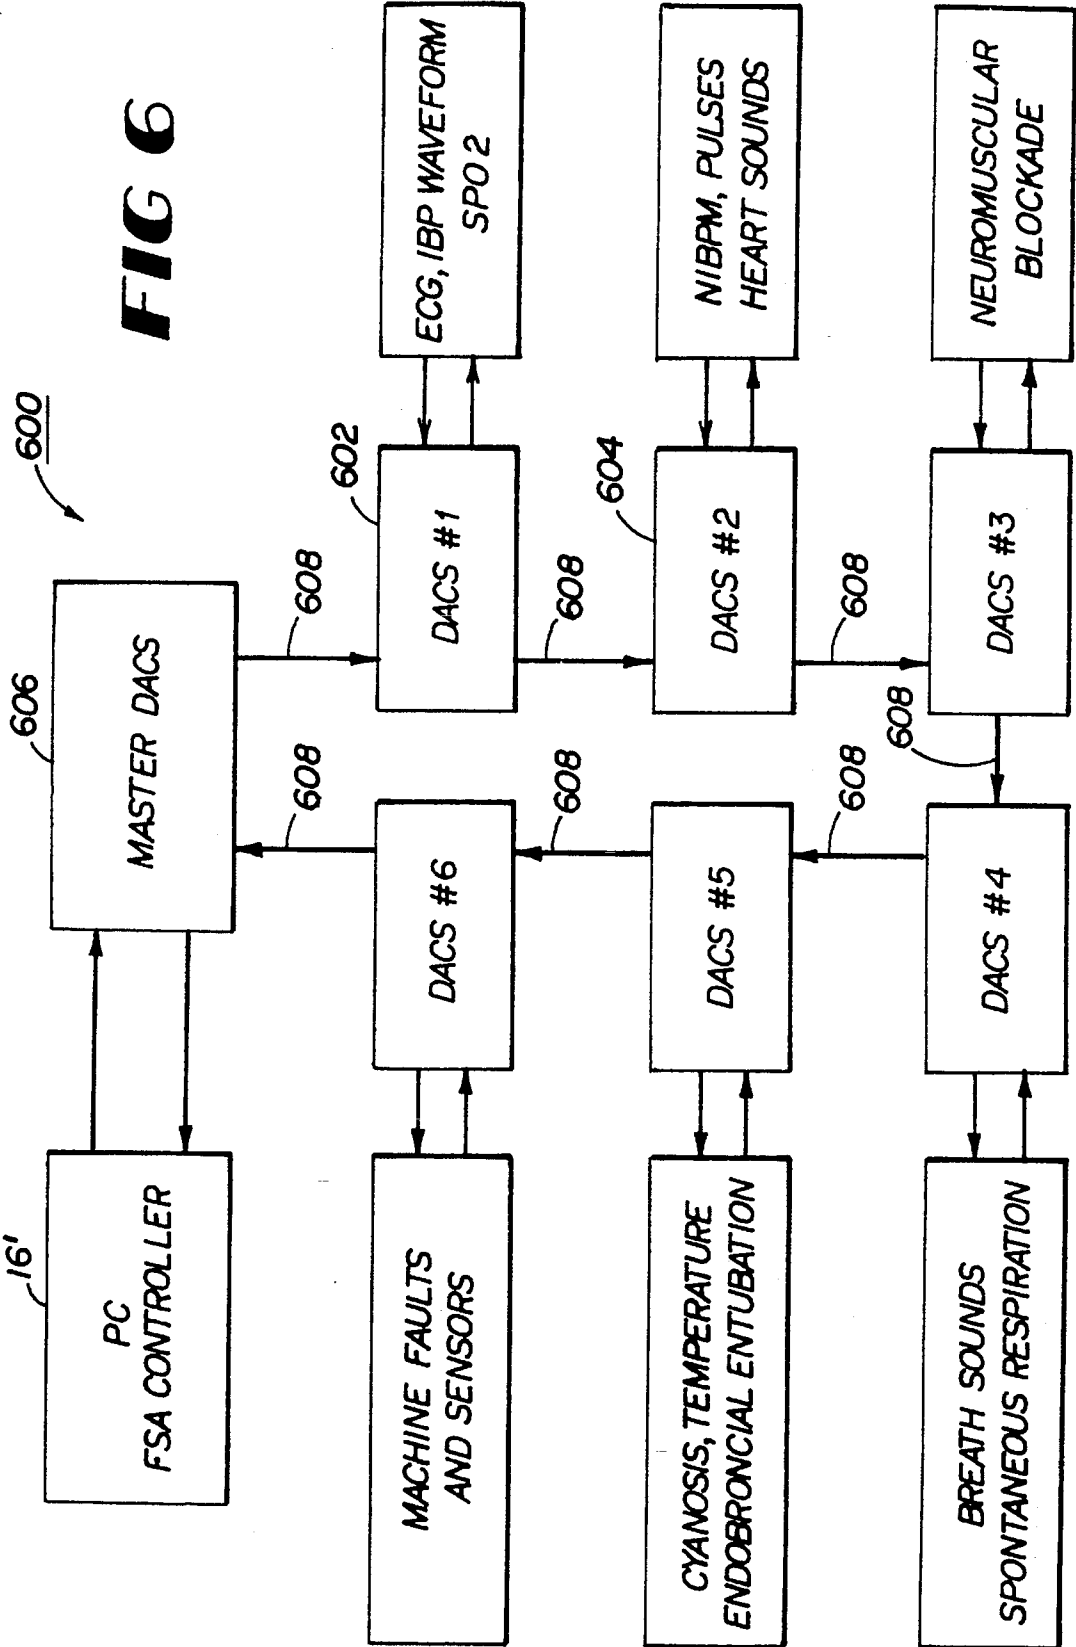 FIG 6
600
16'
PC
FSA CONTROLLER
606
MASTER DACS
608
608
MACHINE FAULTS
AND SENSORS
DACS #6
602
DACS #1
ECG, IBP WAVEFORM
SPO2
608
608
CYANOSIS, TEMPERATURE
ENDOBRONCIAL ENTUBATION
DACS #5
604
DACS #2
NIBPM, PULSES
HEART SOUNDS
608
608
BREATH SOUNDS
SPONTANEOUS RESPIRATION
DACS #4
608
DACS #3
NEUROMUSCULAR
BLOCKADE